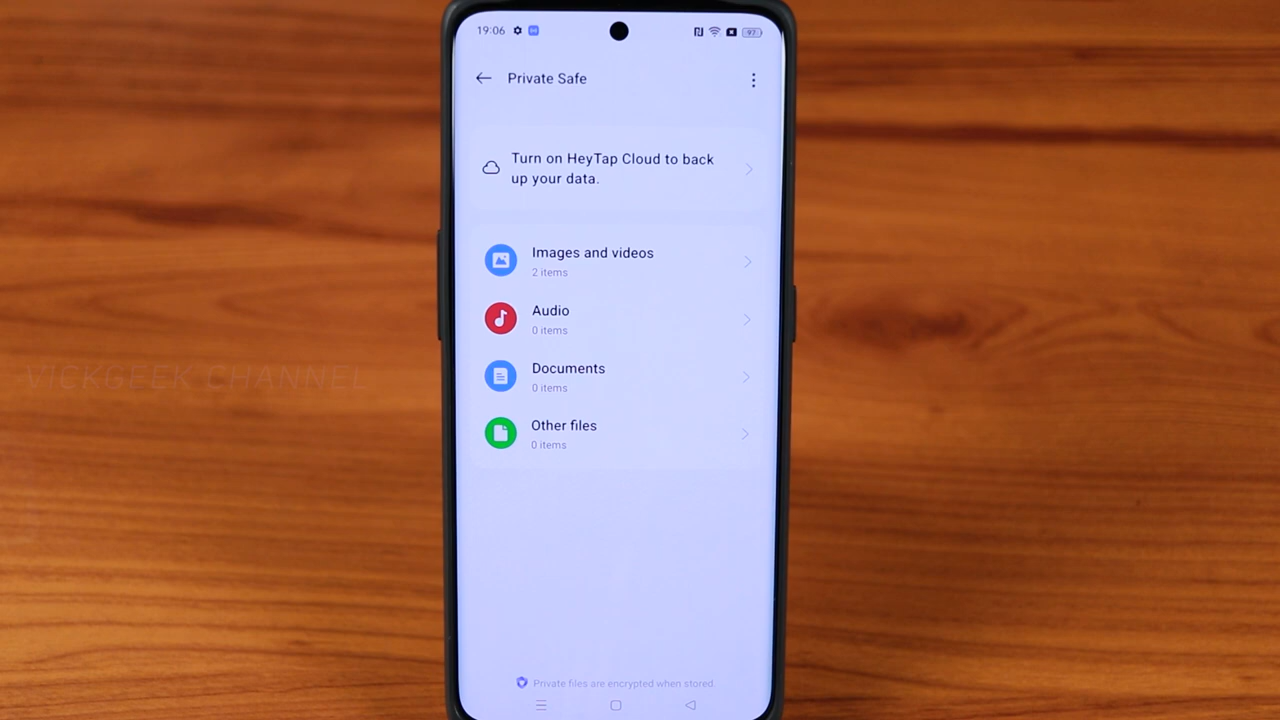 19:06
97
Private Safe
Turn on HeyTap Cloud to back
up your data.
Images and videos
2 items
Audio
0 items
Documents
0 items
Other files
0 items
VICKGEEK CHANNEL
Private files are encrypted when stored.